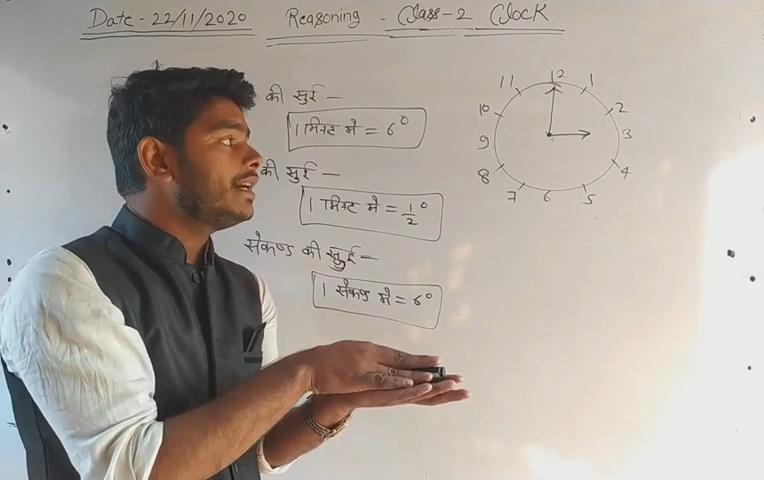 Date - 22/11/2020 Reasoning - Class-2 Clock
की सुई -
1 मिनट मे = 6°
की सुई -
1 मिनट मे = 1/2°
सेकण्ड की सुई -
1 सेकण्ड मे = 6°
12
11 1
10 2
9 3
8 4
7 6 5